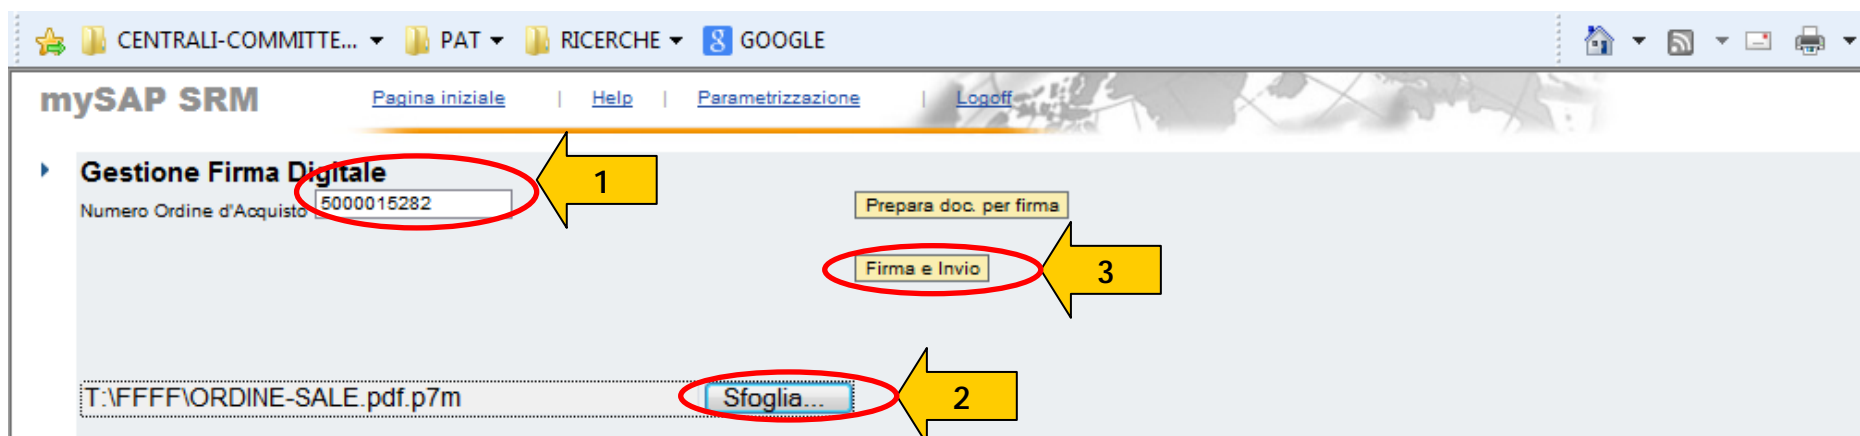 CENTRALI-COMMITTE... PAT RICERCHE 8 GOOGLE
mySAP SRM Pagina iniziale | Help | Parametrizzazione | Logoff
Gestione Firma Digitale
1
Numero Ordine d'Acquisto 5000015282 Prepara doc. per firma
Firma e Invio 3
T:\FFFF\ORDINE-SALE.pdf.p7m Sfoglia... 2